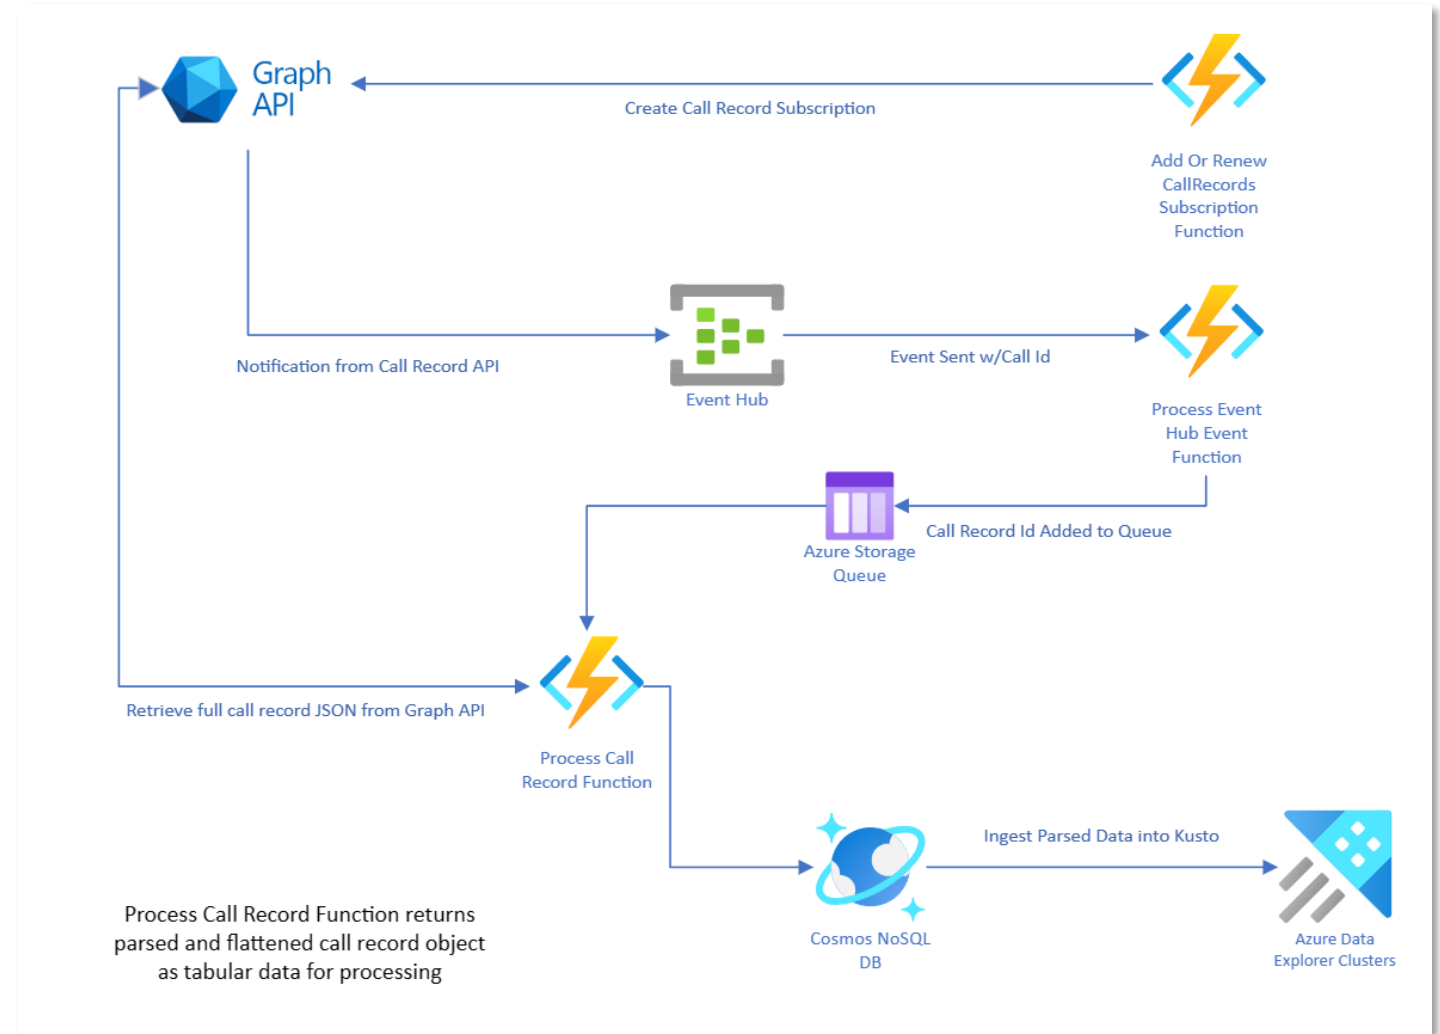 Graph
API
Create Call Record Subscription
Add Or Renew
CallRecords
Subscription
Function
Notification from Call Record API
Event Hub
Event Sent w/Call Id
Process Event
Hub Event
Function
Azure Storage
Queue
Call Record Id Added to Queue
Retrieve full call record JSON from Graph API
Process Call
Record Function
Ingest Parsed Data into Kusto
Cosmos NoSQL
DB
Azure Data
Explorer Clusters
Process Call Record Function returns
parsed and flattened call record object
as tabular data for processing